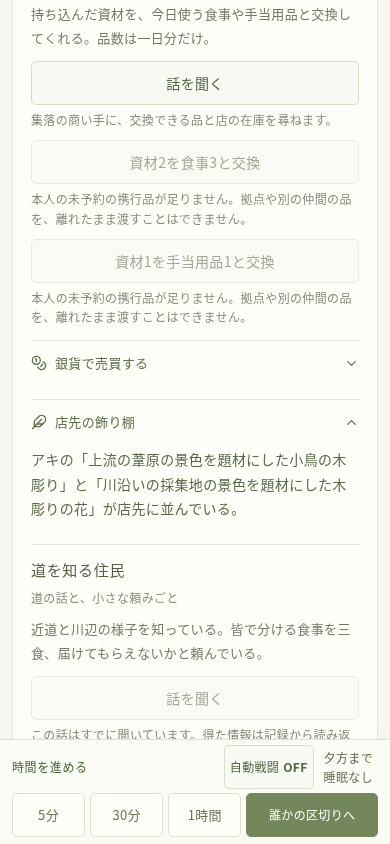 持ち込んだ資材を、今日使う食事や手当用品と交換し
てくれる。品数は一日分だけ。
話を聞く
集落の商い手に、交換できる品と店の在庫を尋ねます。
資材2を食事3と交換
本人の未予約の携行品が足りません。拠点や別の仲間の品
を、離れたまま渡すことはできません。
資材1を手当用品1と交換
本人の未予約の携行品が足りません。拠点や別の仲間の品
を、離れたまま渡すことはできません。
銀貨で売買する
店先の飾り棚
アキの「上流の葦原の景色を題材にした小鳥の木
彫り」と「川沿いの採集地の景色を題材にした木
彫りの花」が店先に並んでいる。
道を知る住民
道の話と、小さな頼みごと
近道と川辺の様子を知っている。皆で分ける食事を三
食、届けてもらえないかと頼んでいる。
話を聞く
この話はすでに聞いています。得た情報は記録から読み返
時間を進める
自動戦闘 OFF
夕方まで
睡眠なし
5分
30分
1時間
誰かの区切りへ